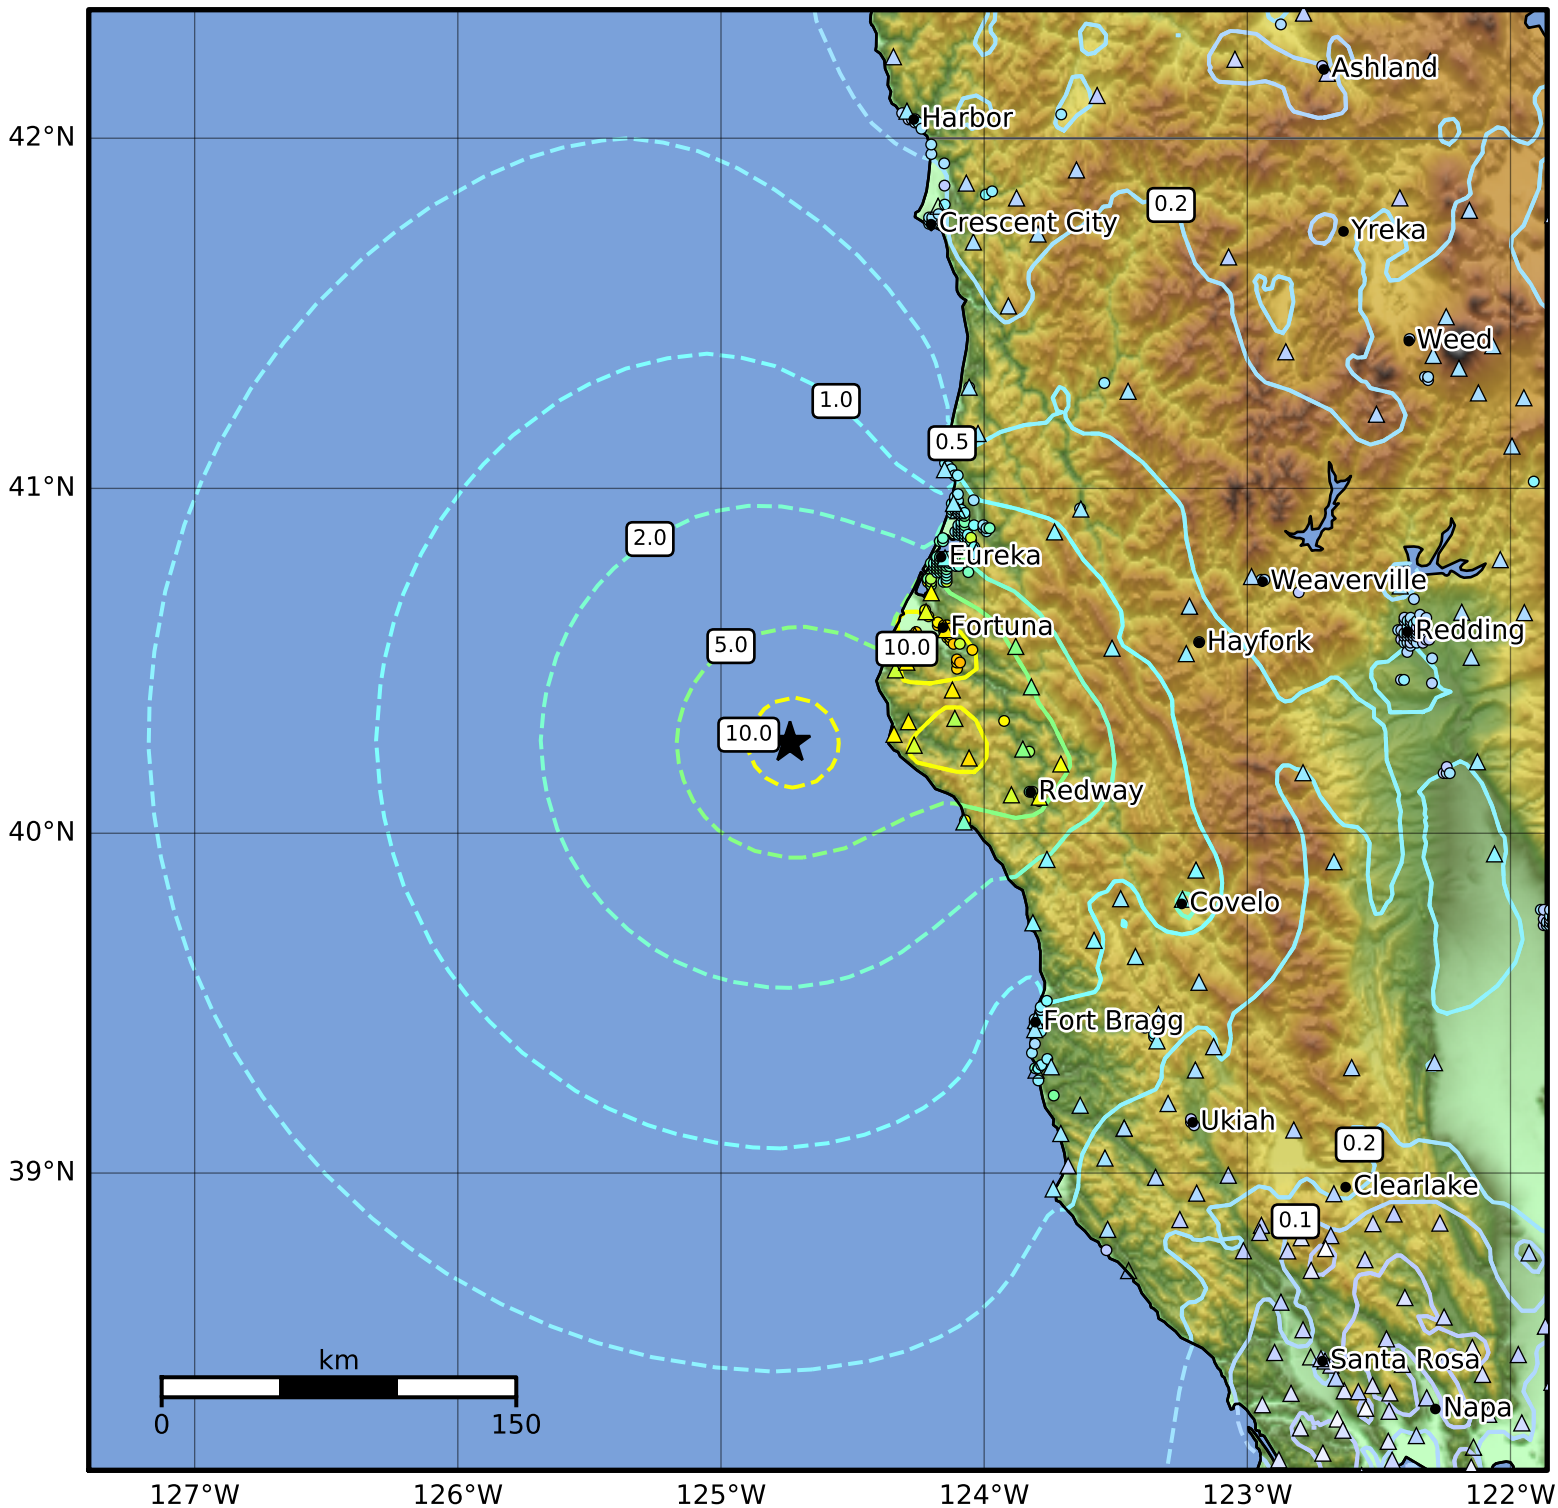 Ashland
42°N
Harbor
0.2
Crescent City
Yreka
Weed
1.0
0.5
41°N
2.0
Eureka
Weaverville
5.0
10.0
Fortuna
Hayfork
Redding
10.0
Redway
40°N
Covelo
Fort Bragg
Ukiah
0.2
39°N
Clearlake
0.1
km
0
150
Santa Rosa
Napa
127°W
126°W
125°W
124°W
123°W
122°W